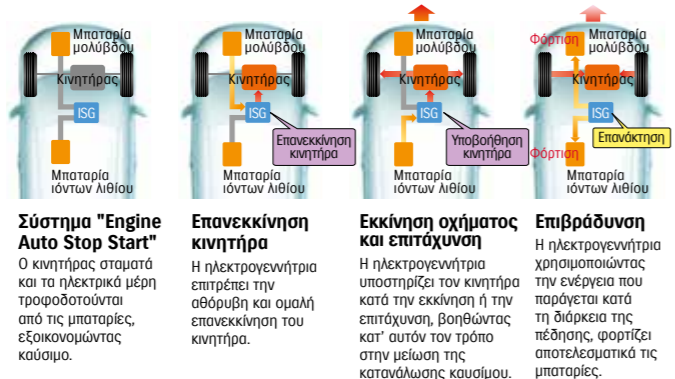 Μπαταρία
μολύβδου
Κινητήρας
ISG
Μπαταρία
ιόντων λιθίου
Σύστημα "Engine
Auto Stop Start"
Ο κινητήρας σταματά
και τα ηλεκτρικά μέρη
τροφοδοτούνται
από τις μπαταρίες,
εξοικονομώντας
καύσιμο.
Μπαταρία
μολύβδου
Κινητήρας
ISG
Επανεκκίνηση
κινητήρα
Μπαταρία
ιόντων λιθίου
Επανεκκίνηση
κινητήρα
Η ηλεκτρογεννήτρια
επιτρέπει την
αθόρυβη και ομαλή
επανεκκίνηση του
κινητήρα.
Μπαταρία
μολύβδου
Κινητήρας
ISG
Υποβοήθηση
κινητήρα
Μπαταρία
ιόντων λιθίου
Εκκίνηση οχήματος
και επιτάχυνση
Η ηλεκτρογεννήτρια
υποστηρίζει τον κινητήρα
κατά την εκκίνηση ή την
επιτάχυνση, βοηθώντας
κατ' αυτόν τον τρόπο
στην μείωση της
κατανάλωσης καυσίμου.
Φόρτιση
Μπαταρία
μολύβδου
Κινητήρας
ISG
Επανάκτηση
Φόρτιση
Μπαταρία
ιόντων λιθίου
Επιβράδυνση
Η ηλεκτρογεννήτρια
χρησιμοποιώντας
την ενέργεια που
παράγεται κατά
τη διάρκεια της
πέδησης, φορτίζει
αποτελεσματικά τις
μπαταρίες.